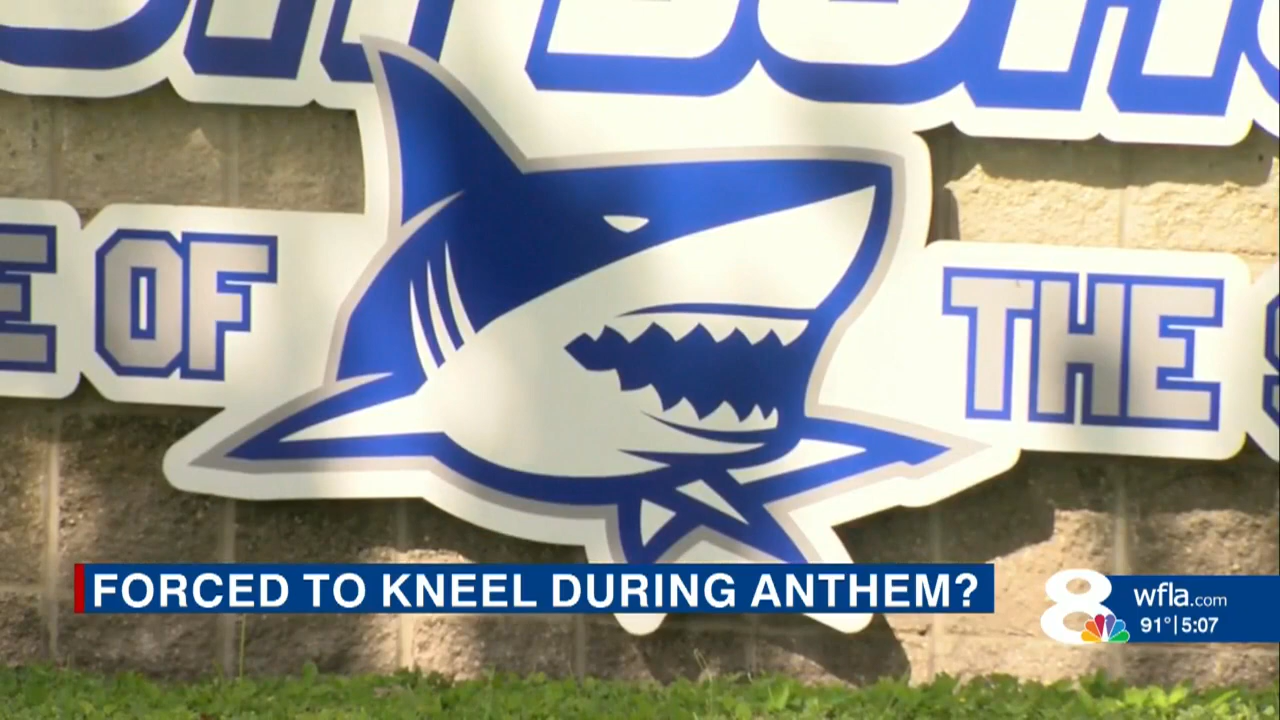 OF
THE
FORCED TO KNEEL DURING ANTHEM?
8
wfla.com
91°|5:07